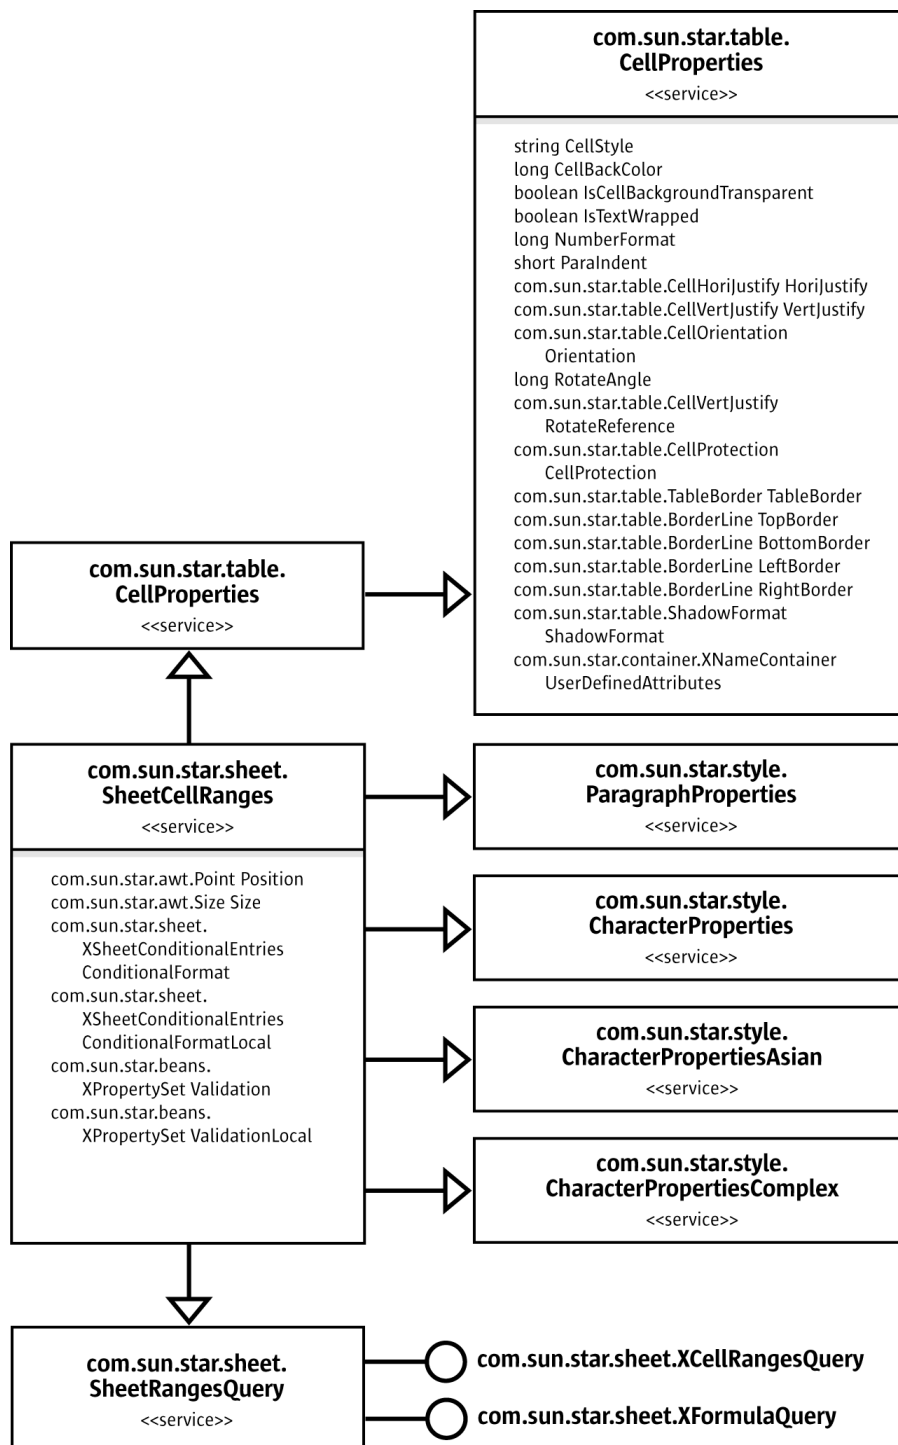 com.sun.star.table.
CellProperties
<<service>>
string CellStyle
long CellBackColor
boolean IsCellBackgroundTransparent
boolean IsTextWrapped
long NumberFormat
short ParaIndent
com.sun.star.table.CellHoriJustify HoriJustify
com.sun.star.table.CellVertJustify VertJustify
com.sun.star.table.CellOrientation
Orientation
long RotateAngle
com.sun.star.table.CellVertJustify
RotateReference
com.sun.star.table.CellProtection
CellProtection
com.sun.star.table.TableBorder TableBorder
com.sun.star.table.BorderLine TopBorder
com.sun.star.table.BorderLine BottomBorder
com.sun.star.table.BorderLine LeftBorder
com.sun.star.table.BorderLine RightBorder
com.sun.star.table.ShadowFormat
ShadowFormat
com.sun.star.container.XNameContainer
UserDefinedAttributes
com.sun.star.table.
CellProperties
<<service>>
com.sun.star.sheet.
SheetCellRanges
<<service>>
com.sun.star.awt.Point Position
com.sun.star.awt.Size Size
com.sun.star.sheet.
XSheetConditionalEntries
ConditionalFormat
com.sun.star.sheet.
XSheetConditionalEntries
ConditionalFormatLocal
com.sun.star.beans.
XPropertySet Validation
com.sun.star.beans.
XPropertySet ValidationLocal
com.sun.star.style.
ParagraphProperties
<<service>>
com.sun.star.style.
CharacterProperties
<<service>>
com.sun.star.style.
CharacterPropertiesAsian
<<service>>
com.sun.star.style.
CharacterPropertiesComplex
<<service>>
com.sun.star.sheet.
SheetRangesQuery
<<service>>
com.sun.star.sheet.XCellRangesQuery
com.sun.star.sheet.XFormulaQuery